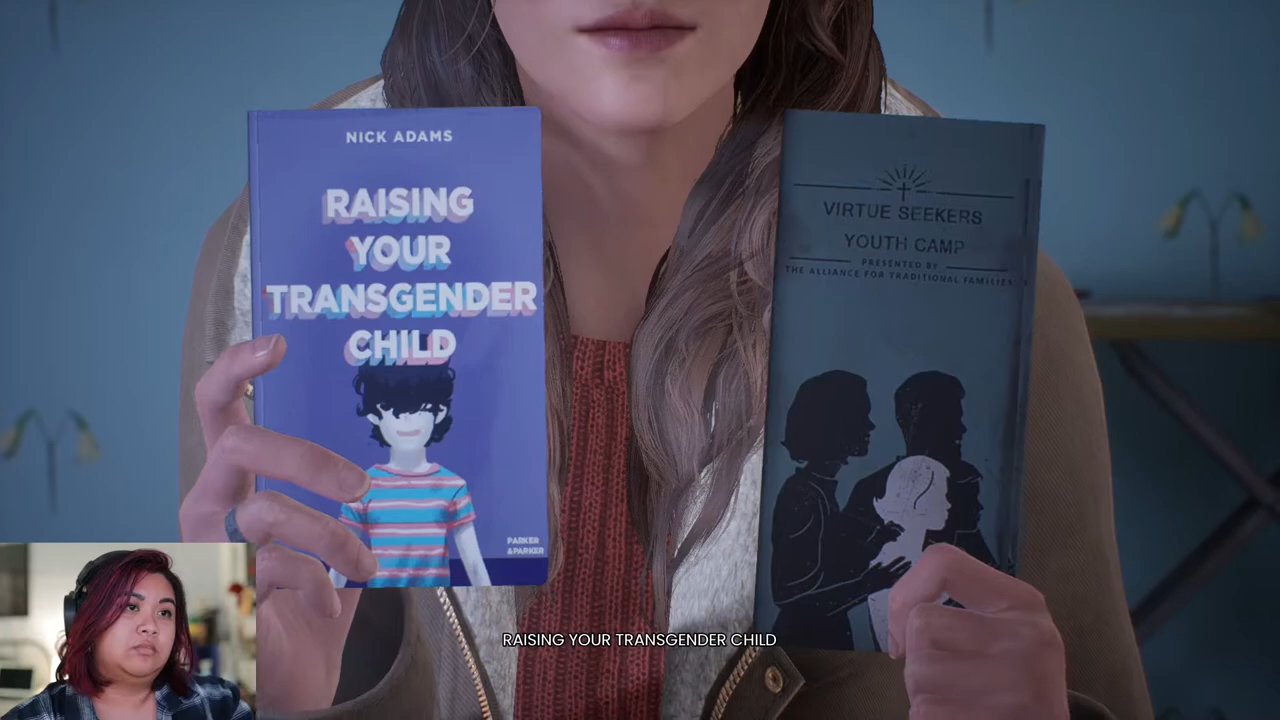 NICK ADAMS
RAISING
YOUR
TRANSGENDER
CHILD
PARKER
&PARKER
VIRTUE SEEKERS
YOUTH CAMP
PRESENTED BY
THE ALLIANCE FOR TRADITIONAL FAMILIES
RAISING YOUR TRANSGENDER CHILD